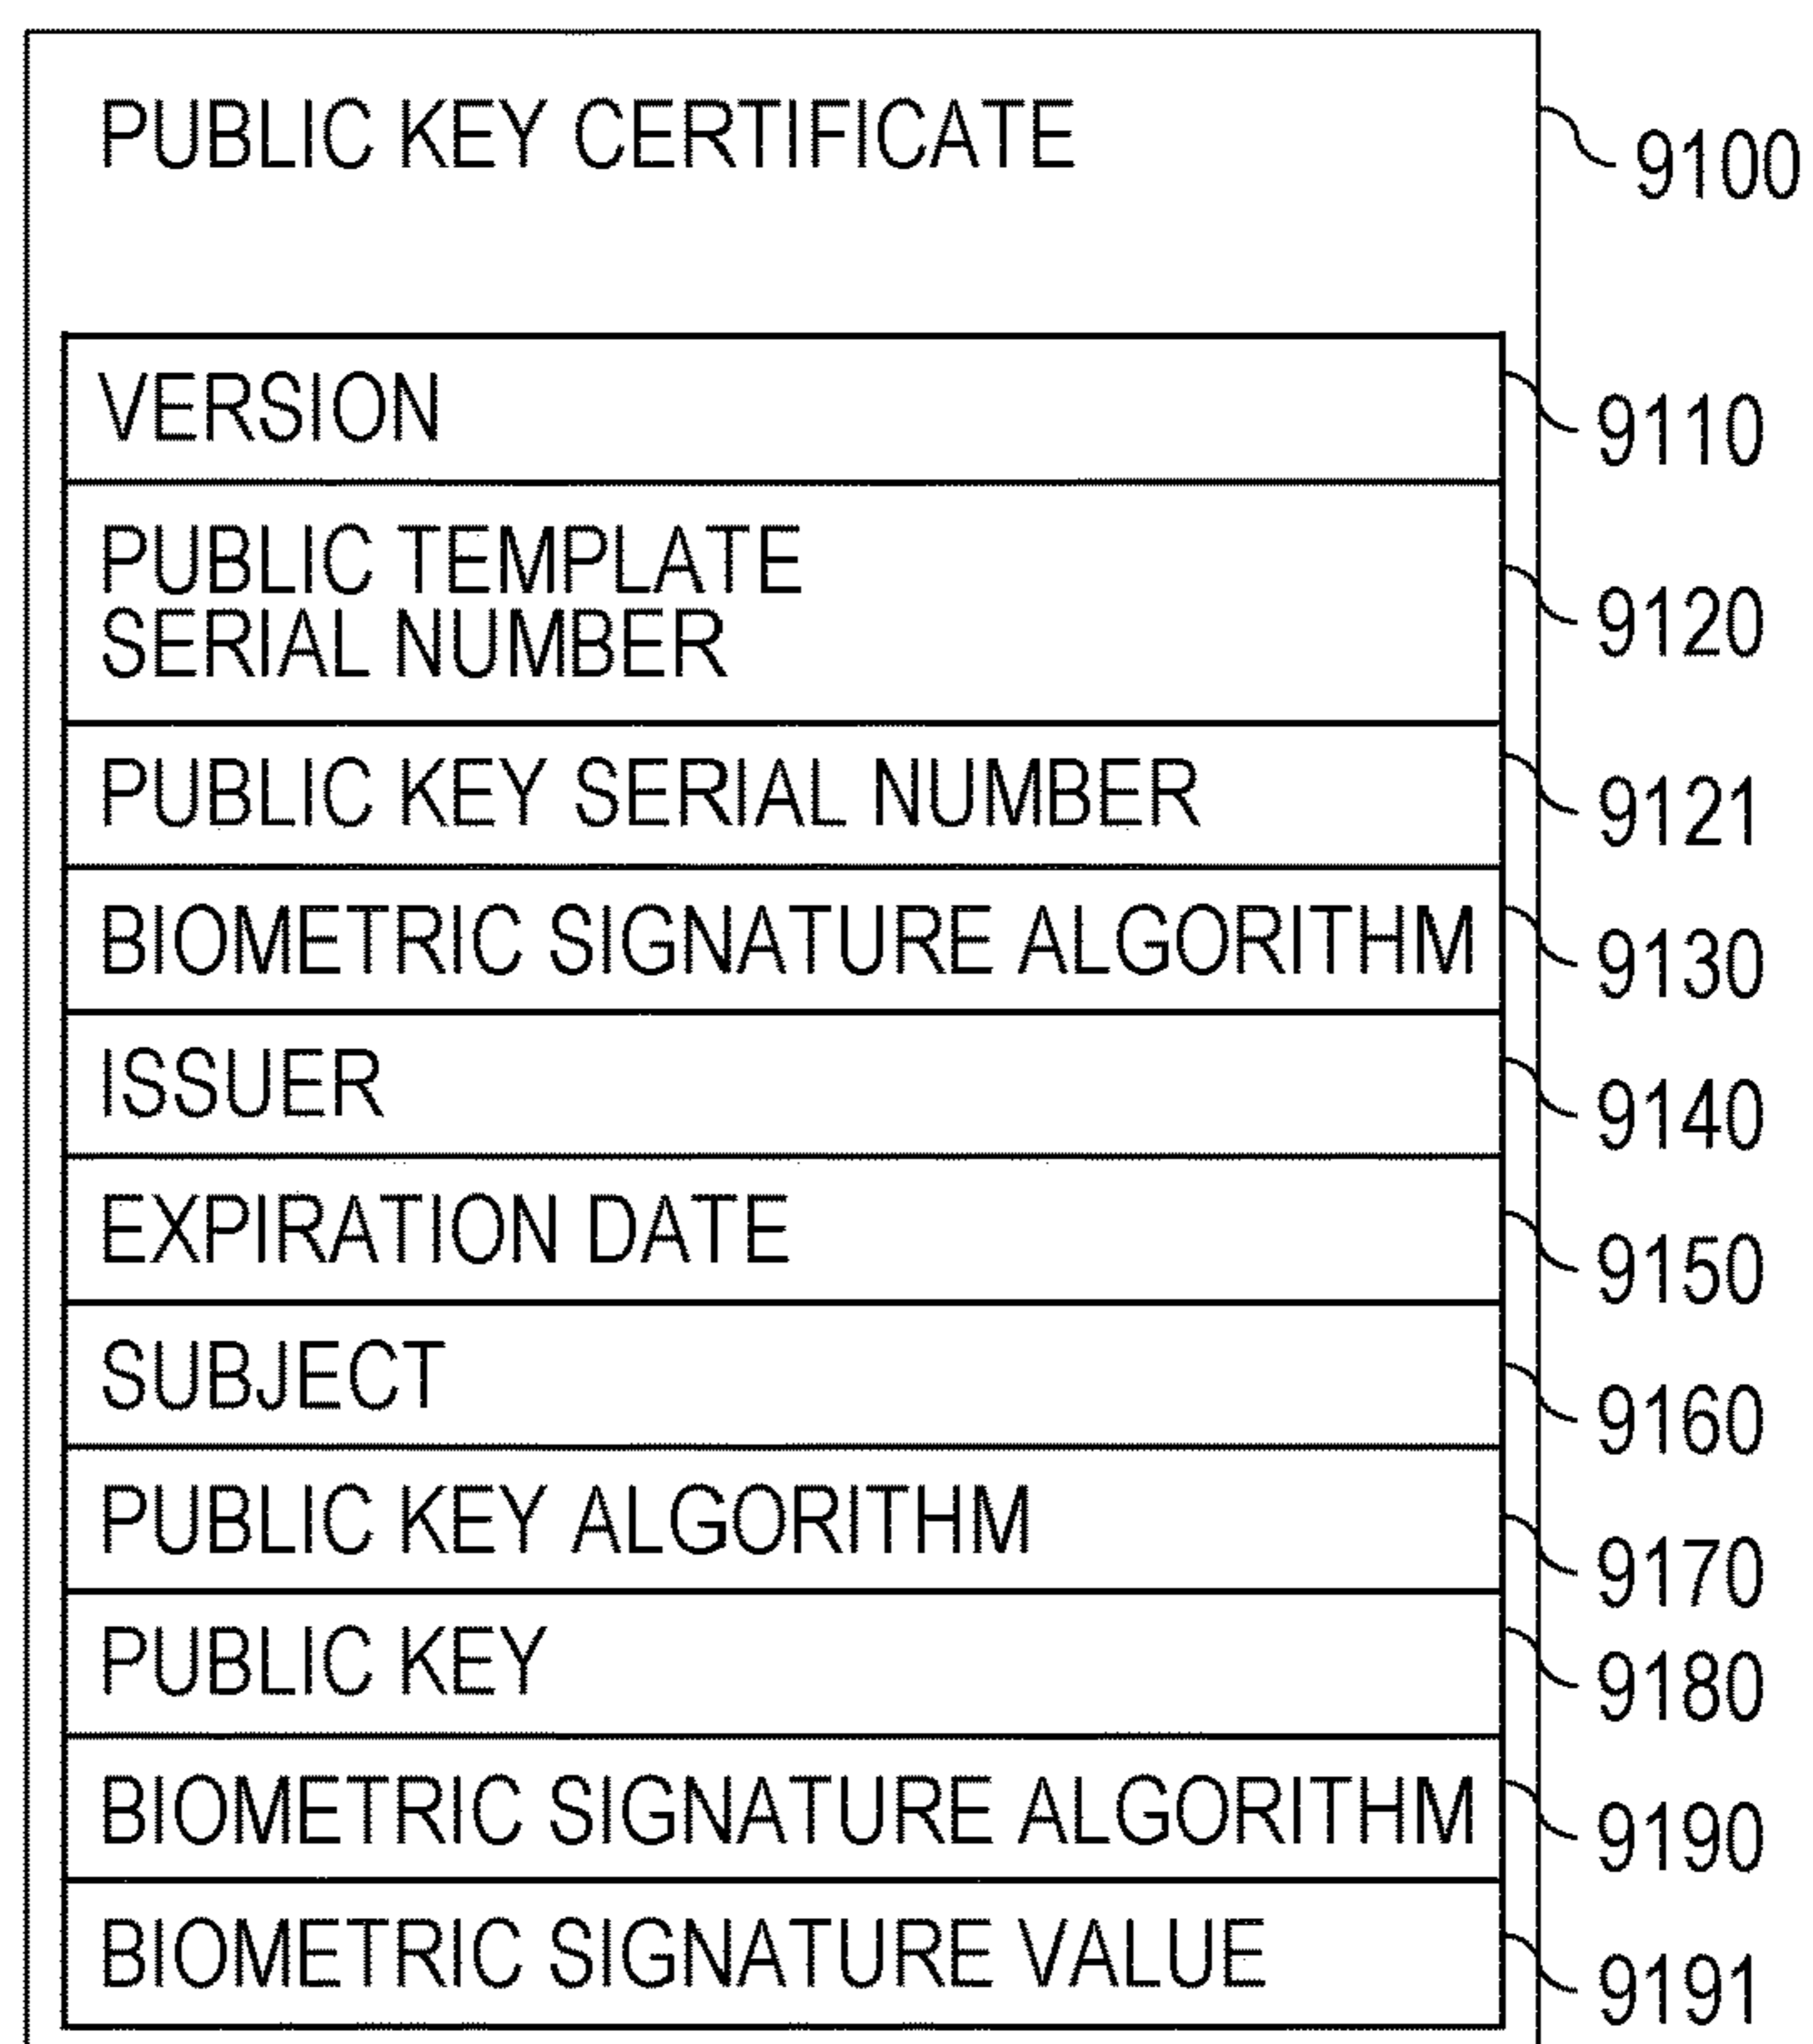 PUBLIC KEY CERTIFICATE
9100
VERSION
9110
PUBLIC TEMPLATE
SERIAL NUMBER
9120
PUBLIC KEY SERIAL NUMBER
9121
BIOMETRIC SIGNATURE ALGORITHM
9130
ISSUER
9140
EXPIRATION DATE
9150
SUBJECT
9160
PUBLIC KEY ALGORITHM
9170
PUBLIC KEY
9180
BIOMETRIC SIGNATURE ALGORITHM
9190
BIOMETRIC SIGNATURE VALUE
9191